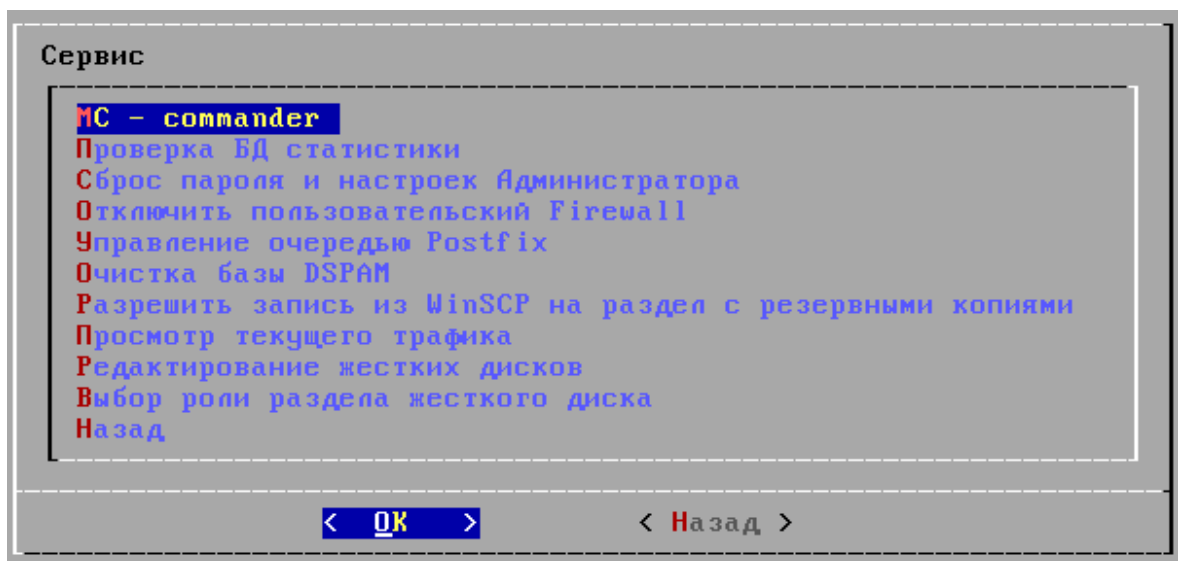 Сервис
MC - commander
Проверка БД статистики
Сброс пароля и настроек Администратора
Отключить пользовательский Firewall
Управление очередью Postfix
Очистка базы DSPAM
Разрешить запись из WinSCP на раздел с резервными копиями
Просмотр текущего трафика
Редактирование жестких дисков
Выбор роли раздела жесткого диска
Назад
< OK > < Назад >